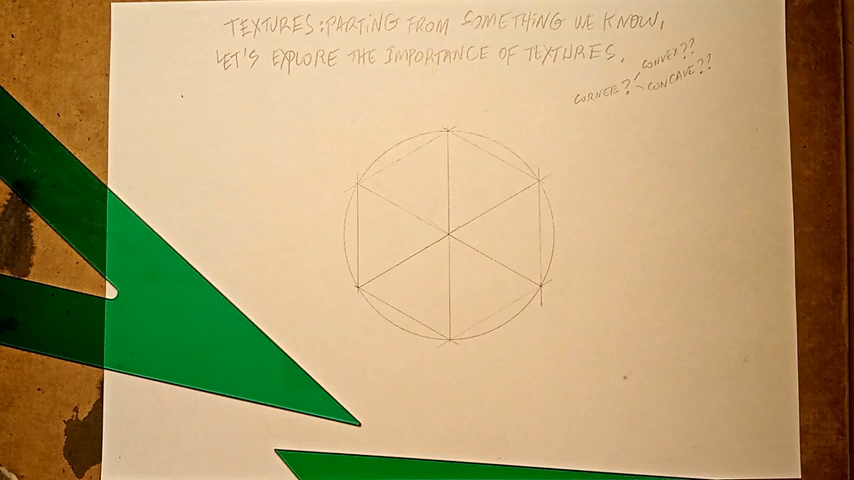 TEXTURES: PARTING FROM SOMETHING WE KNOW,
LET'S EXPLORE THE IMPORTANCE OF TEXTURES.
CONVEX??
CORNER?
CONCAVE??